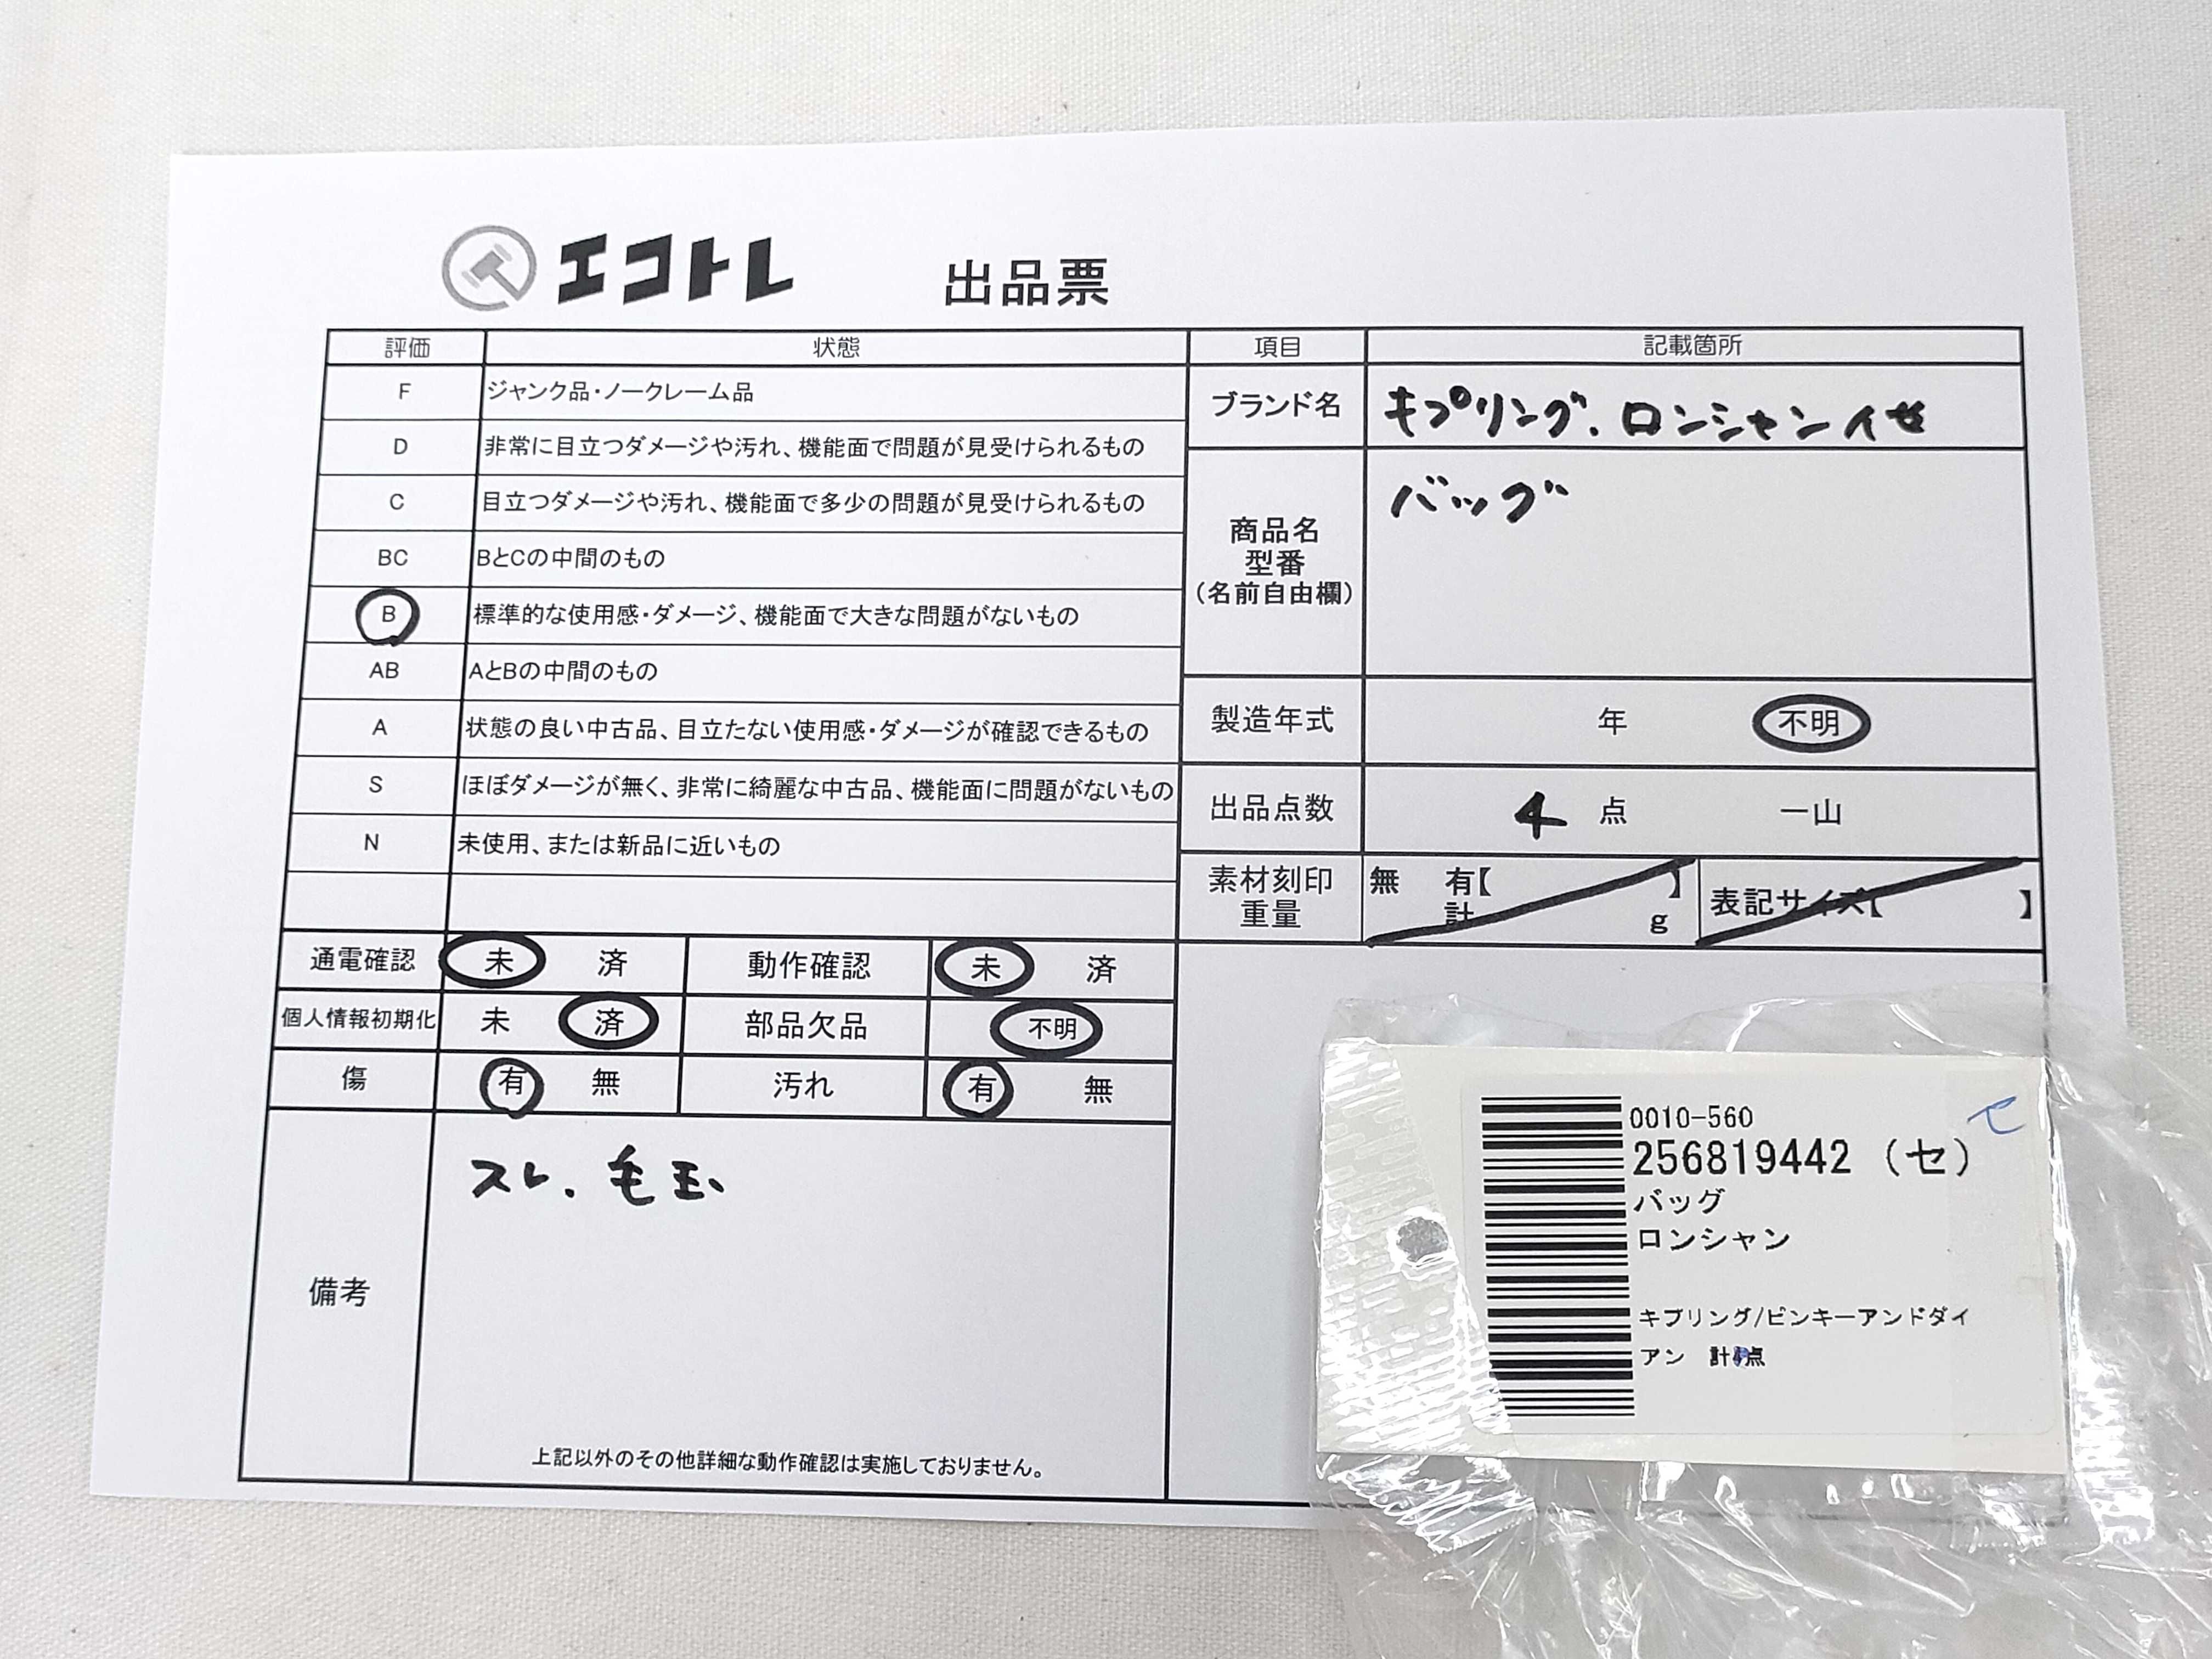 エコトレ 出品票
評価 状態
F ジャンク品・ノークレーム品
D 非常に目立つダメージや汚れ、機能面で問題が見受けられるもの
C 目立つダメージや汚れ、機能面で多少の問題が見受けられるもの
BC BとCの中間のもの
B 標準的な使用感・ダメージ、機能面で大きな問題がないもの
AB AとBの中間のもの
A 状態の良い中古品、目立たない使用感・ダメージが確認できるもの
S ほぼダメージが無く、非常に綺麗な中古品、機能面に問題がないもの
N 未使用、または新品に近いもの
通電確認 未 済 動作確認 未 済
個人情報初期化 未 済 部品欠品 不明
傷 有 無 汚れ 有 無
備考 スレ、毛玉、
上記以外のその他詳細な動作確認は実施しておりません。
項目 記載箇所
ブランド名 キプリング、ロンシャン イセ
商品名
型番
(名前自由欄)
バッグ
製造年式 年 不明
出品点数 4 点 一山
素材刻印
重量
無 有【 】
計 g
表記サイズ【 】
0010-560
256819442 (セ)
バッグ
ロンシャン
キプリング/ピンキーアンドダイ
アン 計 点